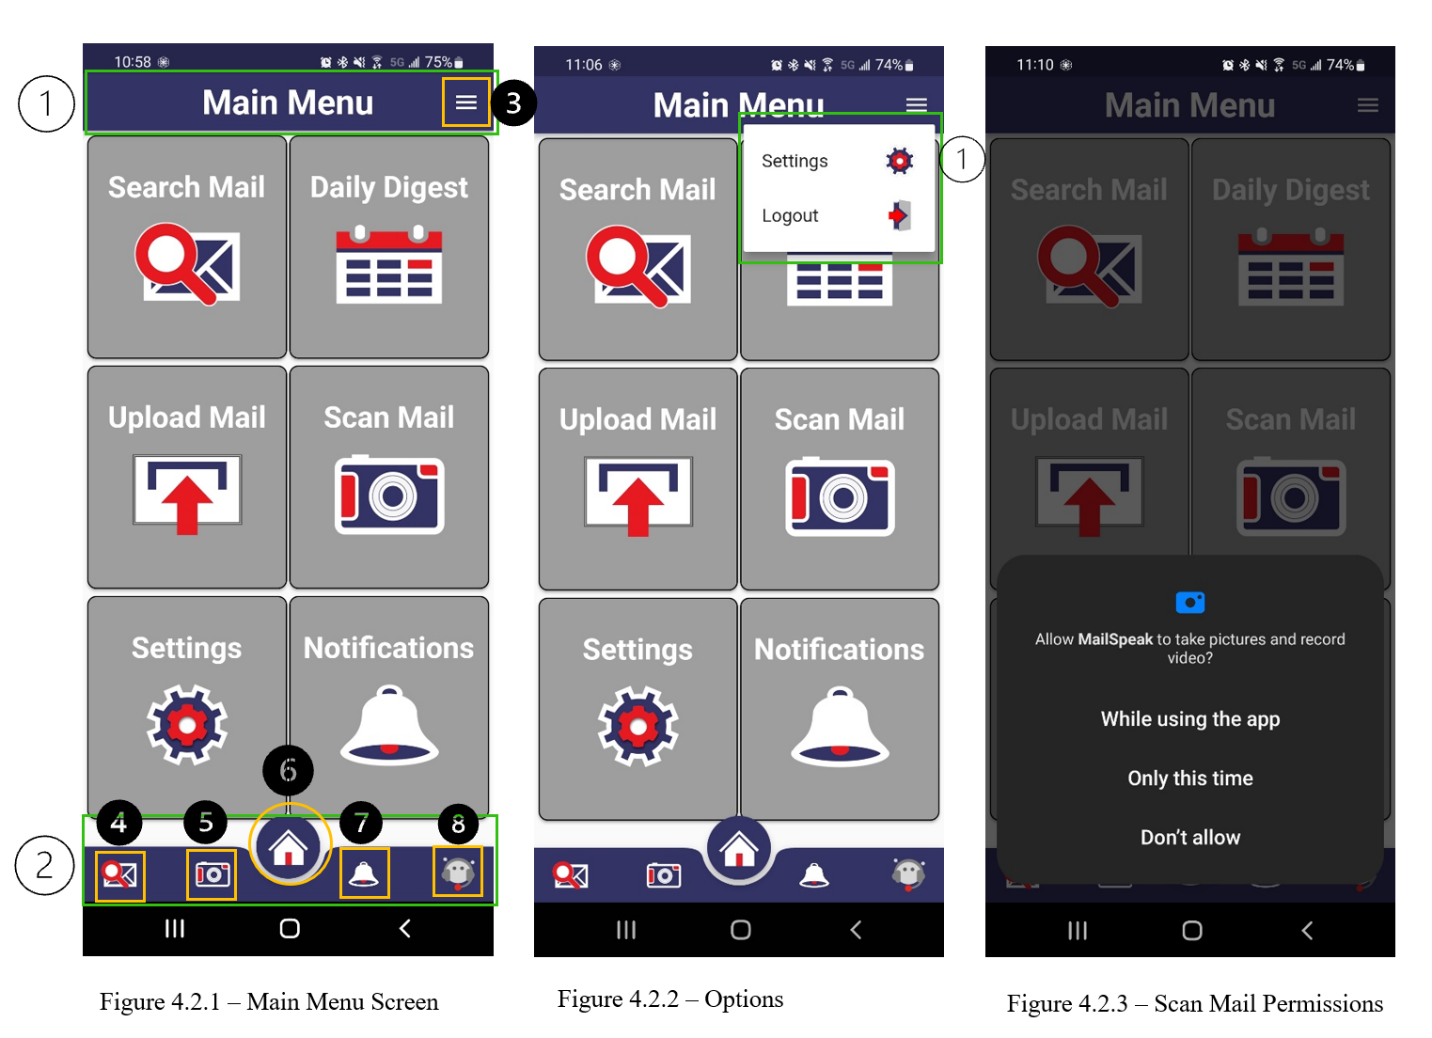 10:58 5G 75%
Main Menu
1
3
Search Mail Daily Digest
Upload Mail Scan Mail
Settings Notifications
6
4 5 7 8
2
Figure 4.2.1 – Main Menu Screen
11:06 5G 74%
Main Menu
Settings
1
Logout
Search Mail
Upload Mail Scan Mail
Settings Notifications
Figure 4.2.2 – Options
11:10 5G 74%
Main Menu
Search Mail Daily Digest
Upload Mail Scan Mail
Allow MailSpeak to take pictures and record
video?
While using the app
Only this time
Don't allow
Figure 4.2.3 – Scan Mail Permissions